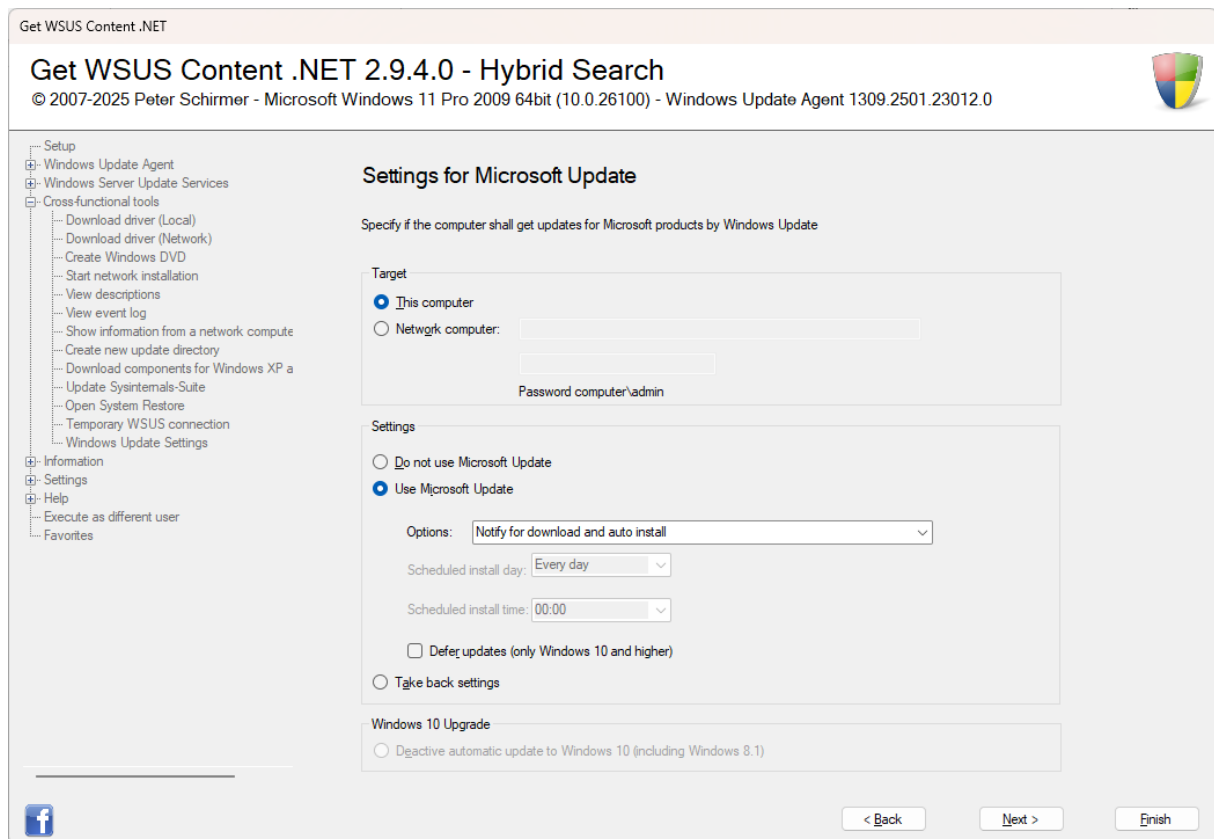 Get WSUS Content .NET
Get WSUS Content .NET 2.9.4.0 - Hybrid Search
© 2007-2025 Peter Schirmer - Microsoft Windows 11 Pro 2009 64bit (10.0.26100) - Windows Update Agent 1309.2501.23012.0
Setup
Windows Update Agent
Windows Server Update Services
Cross-functional tools
Download driver (Local)
Download driver (Network)
Create Windows DVD
Start network installation
View descriptions
View event log
Show information from a network compute
Create new update directory
Download components for Windows XP a
Update Sysinternals-Suite
Open System Restore
Temporary WSUS connection
Windows Update Settings
Information
Settings
Help
Execute as different user
Favorites
Settings for Microsoft Update
Specify if the computer shall get updates for Microsoft products by Windows Update
Target
This computer
Network computer:
Password computer\admin
Settings
Do not use Microsoft Update
Use Microsoft Update
Options: Notify for download and auto install
Scheduled install day: Every day
Scheduled install time: 00:00
Defer updates (only Windows 10 and higher)
Take back settings
Windows 10 Upgrade
Deactive automatic update to Windows 10 (including Windows 8.1)
f
< Back Next > Finish